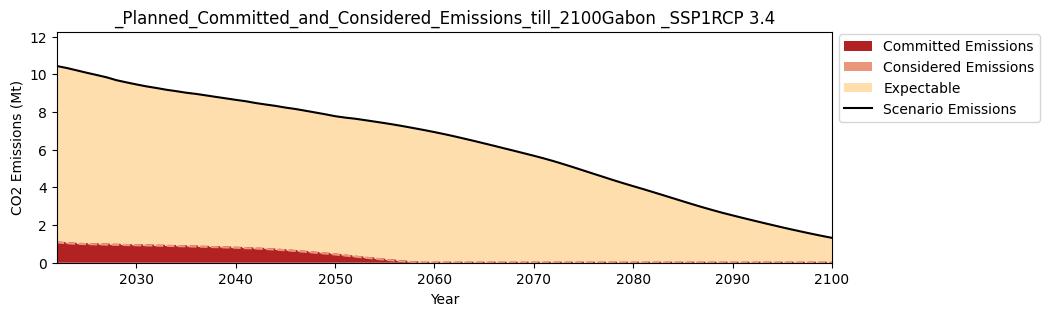 _Planned_Committed_and_Considered_Emissions_till_2100Gabon _SSP1RCP 3.4
12
10
8
6
4
2
0
CO2 Emissions (Mt)
2030
2040
2050
2060
2070
2080
2090
2100
Year
Committed Emissions
Considered Emissions
Expectable
Scenario Emissions